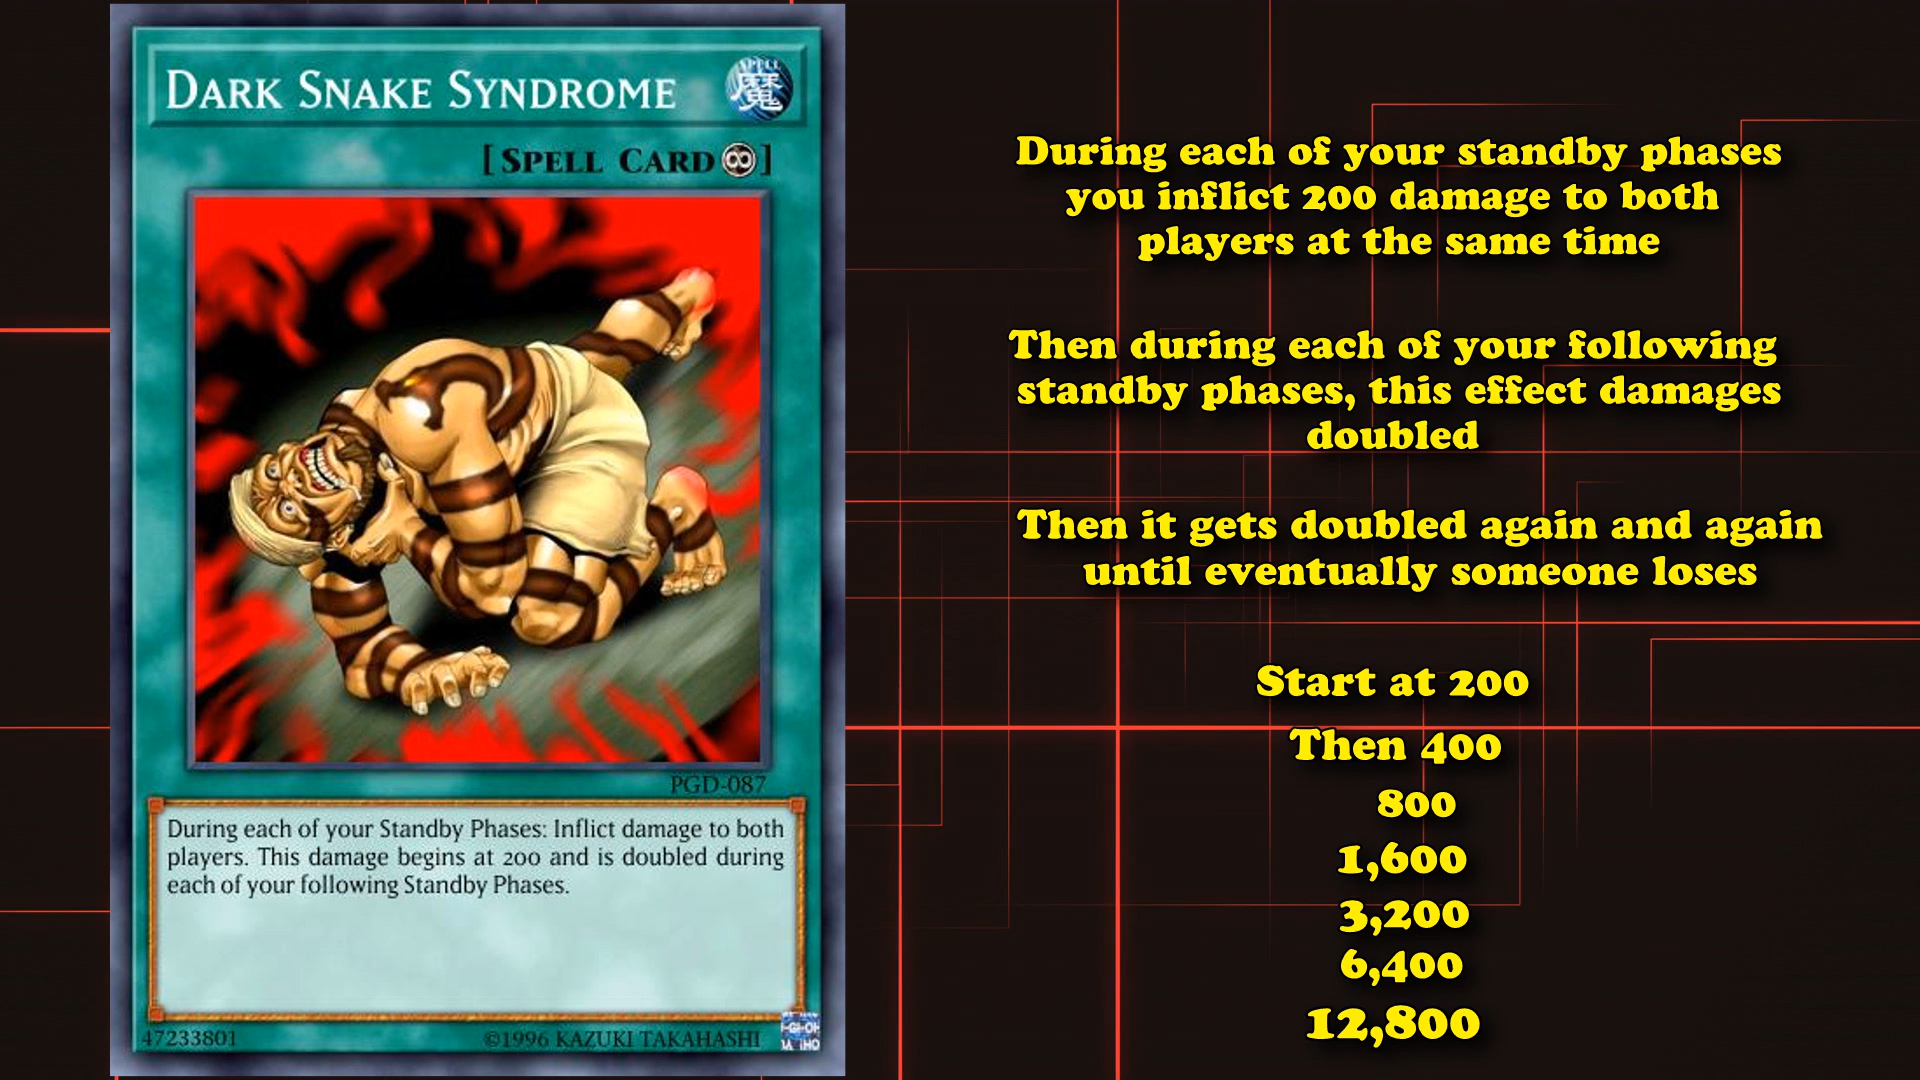 DARK SNAKE SYNDROME
SPELL
魔
[SPELL CARD]
PGD-087
During each of your Standby Phases: Inflict damage to both
players. This damage begins at 200 and is doubled during
each of your following Standby Phases.
47233801
©1996 KAZUKI TAKAHASHI
During each of your standby phases
you inflict 200 damage to both
players at the same time
Then during each of your following
standby phases, this effect damages
doubled
Then it gets doubled again and again
until eventually someone loses
Start at 200
Then 400
800
1,600
3,200
6,400
12,800